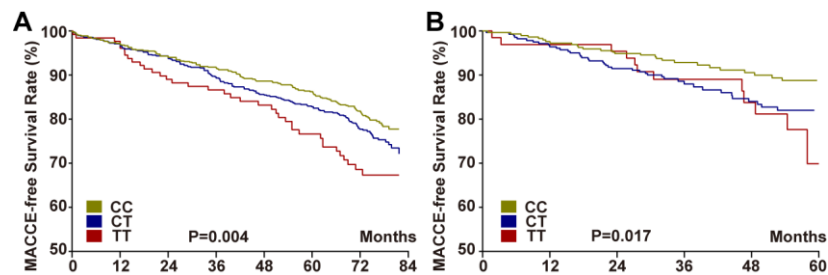 A
MACCE-free Survival Rate (%)
100
90
80
70
60
50
CC
CT
TT
P=0.004
Months
0 12 24 36 48 60 72 84
B
MACCE-free Survival Rate (%)
100
90
80
70
60
50
CC
CT
TT
P=0.017
Months
0 12 24 36 48 60